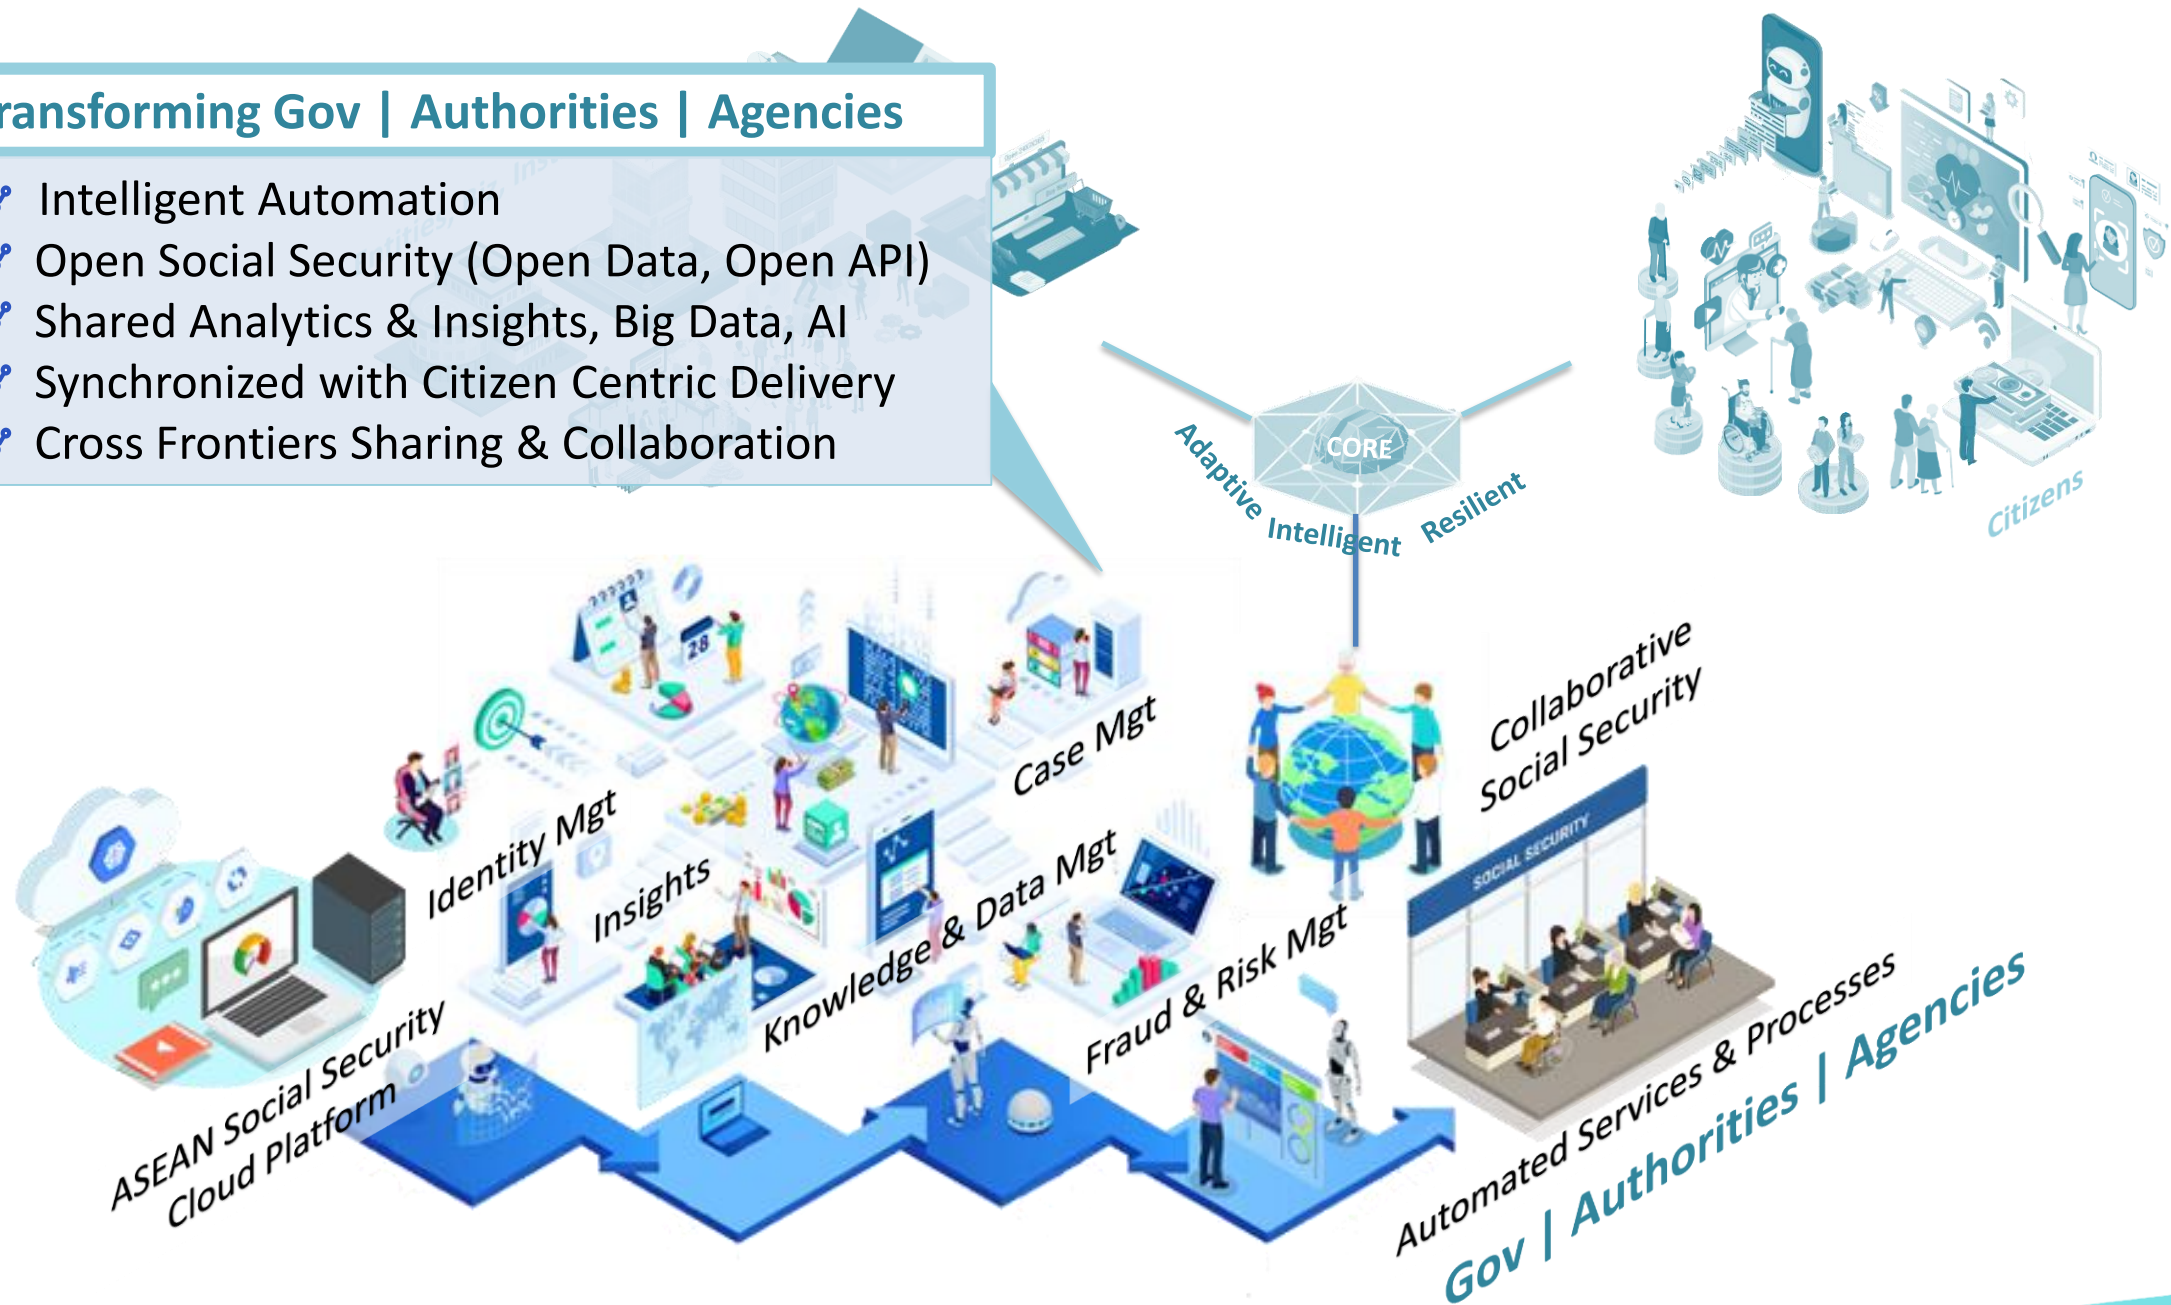 ransforming Gov | Authorities | Agencies
Intelligent Automation
Open Social Security (Open Data, Open API)
Shared Analytics & Insights, Big Data, AI
Synchronized with Citizen Centric Delivery
Cross Frontiers Sharing & Collaboration
CORE
Adaptive
Intelligent
Resilient
Citizens
Collaborative
Social Security
Case Mgt
28
Identity Mgt
Insights
Knowledge & Data Mgt
Fraud & Risk Mgt
SOCIAL SECURITY
ASEAN Social Security
Cloud Platform
Automated Services & Processes
Gov | Authorities | Agencies